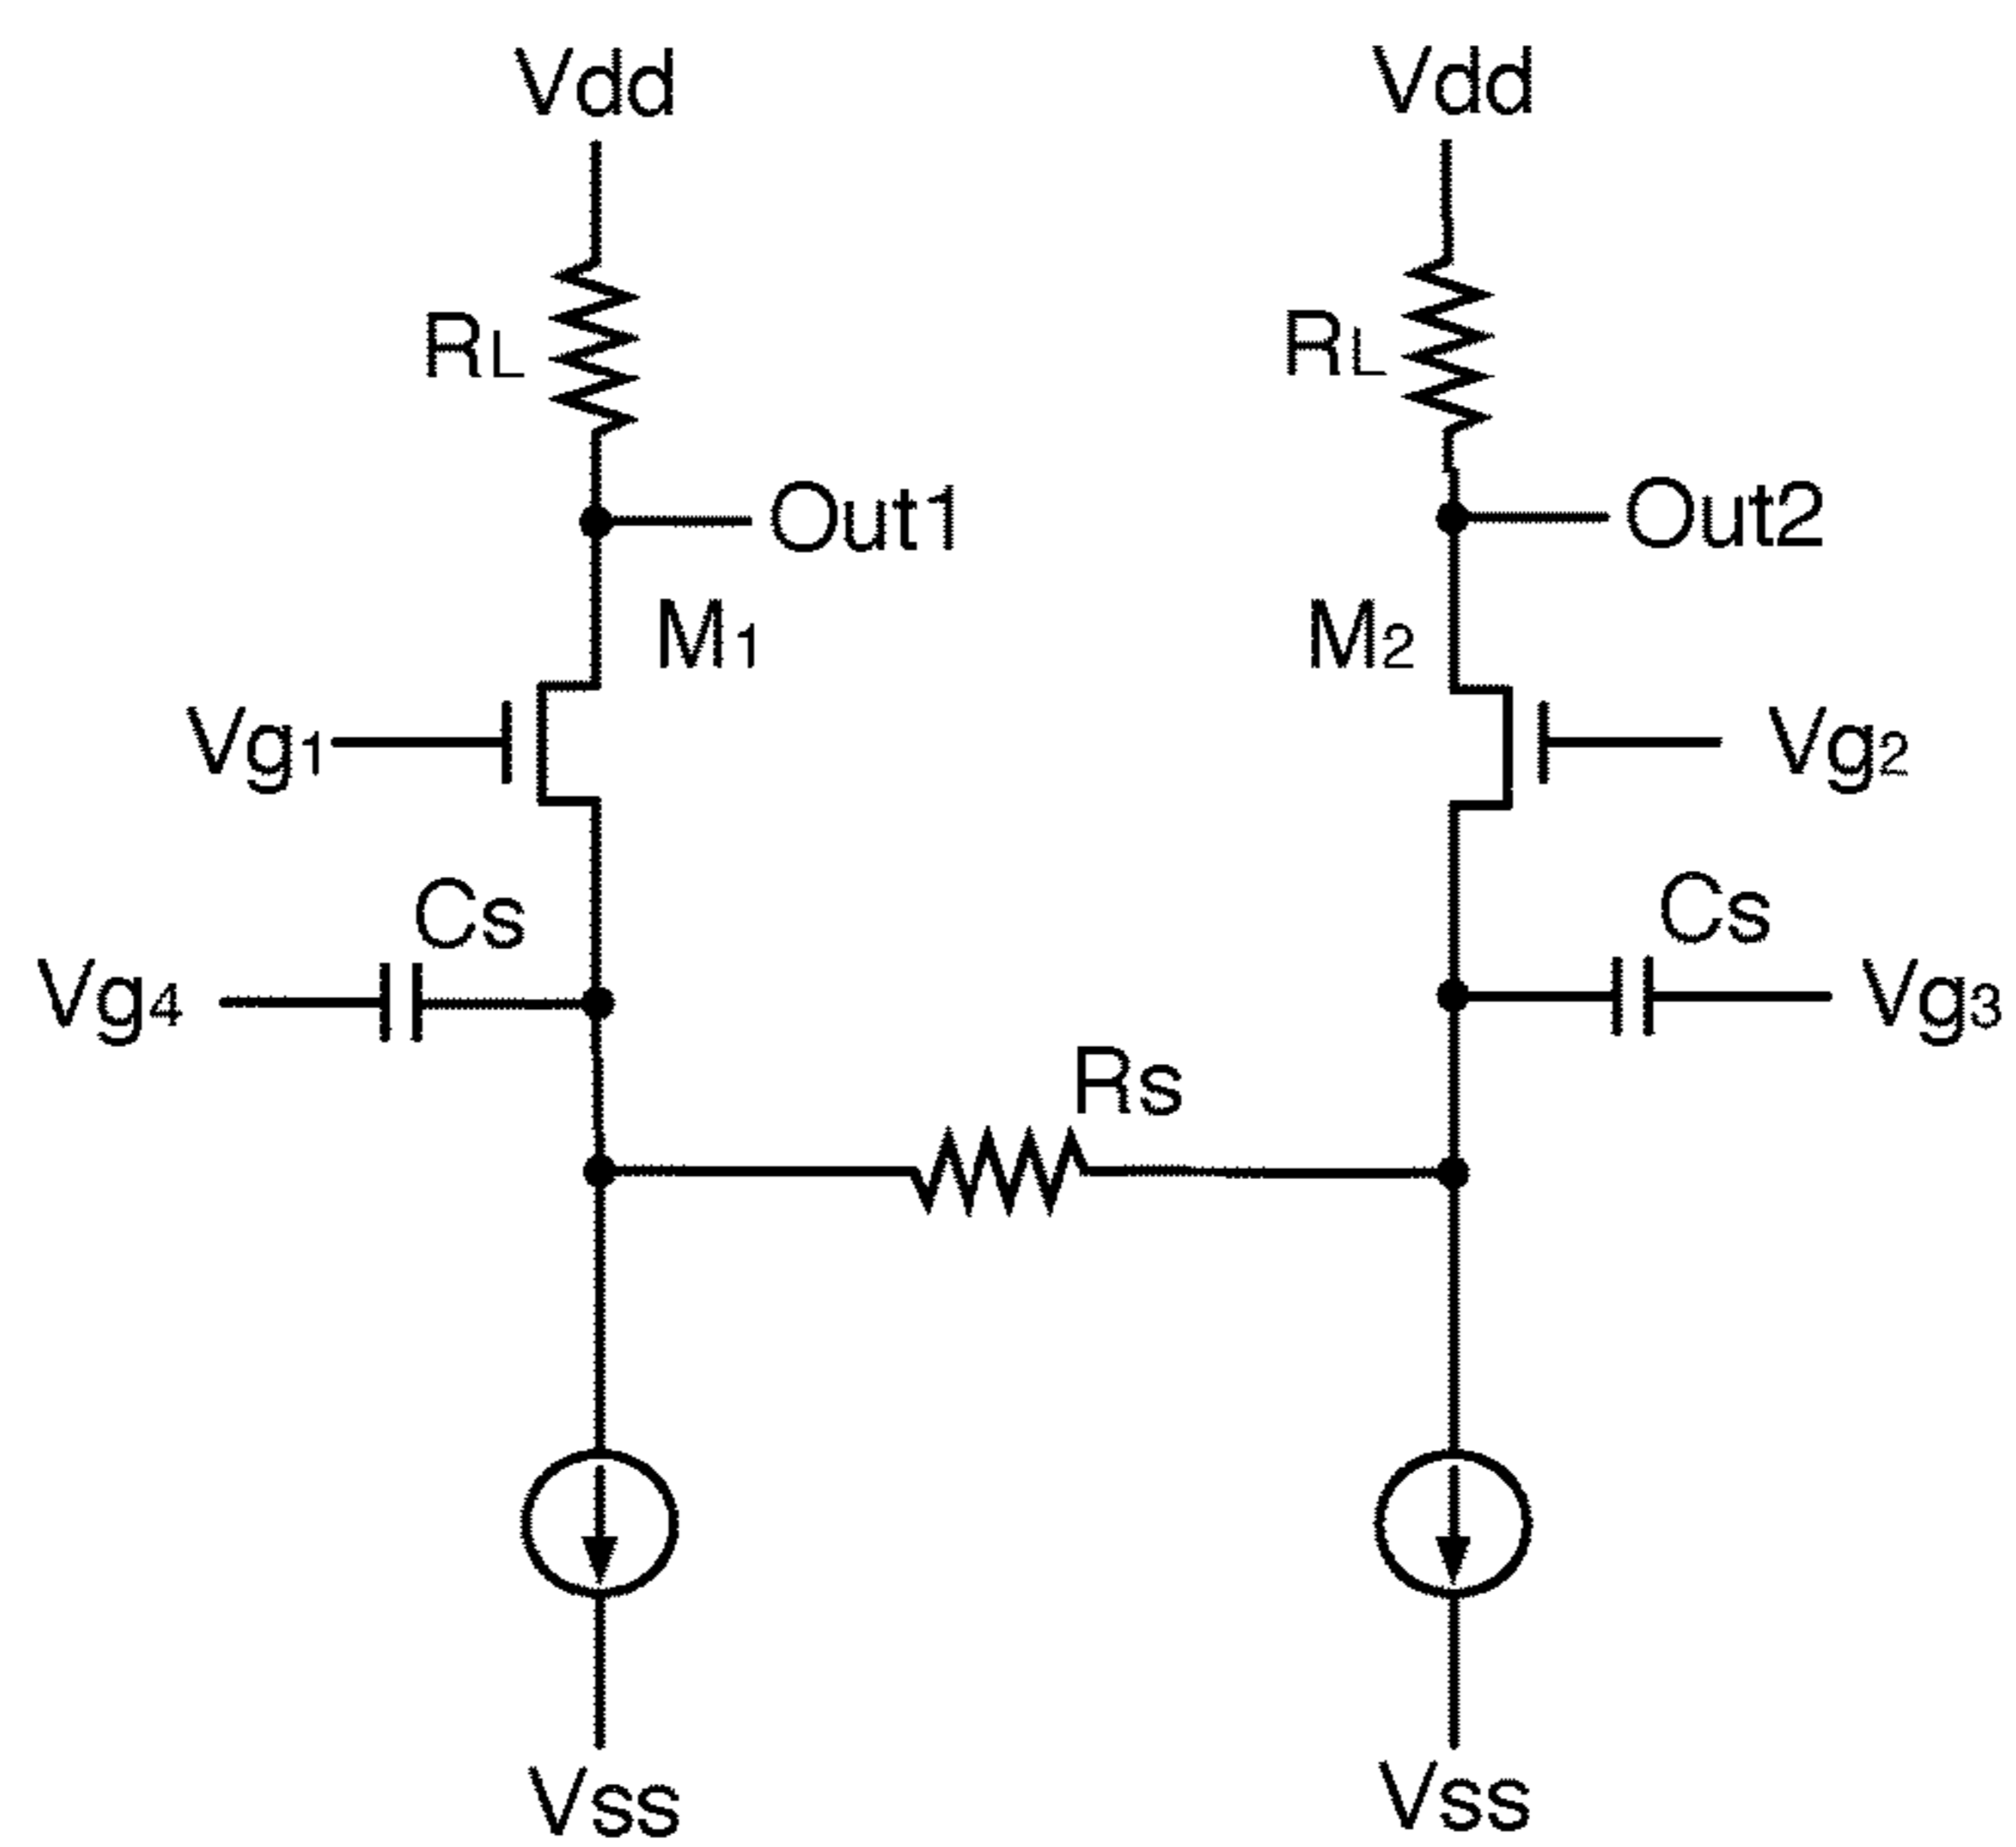 Vdd Vdd
RL RL
Out1 Out2
M1 M2
Vg1 Vg2
Cs Cs
Vg4 Vg3
Rs
Vss Vss